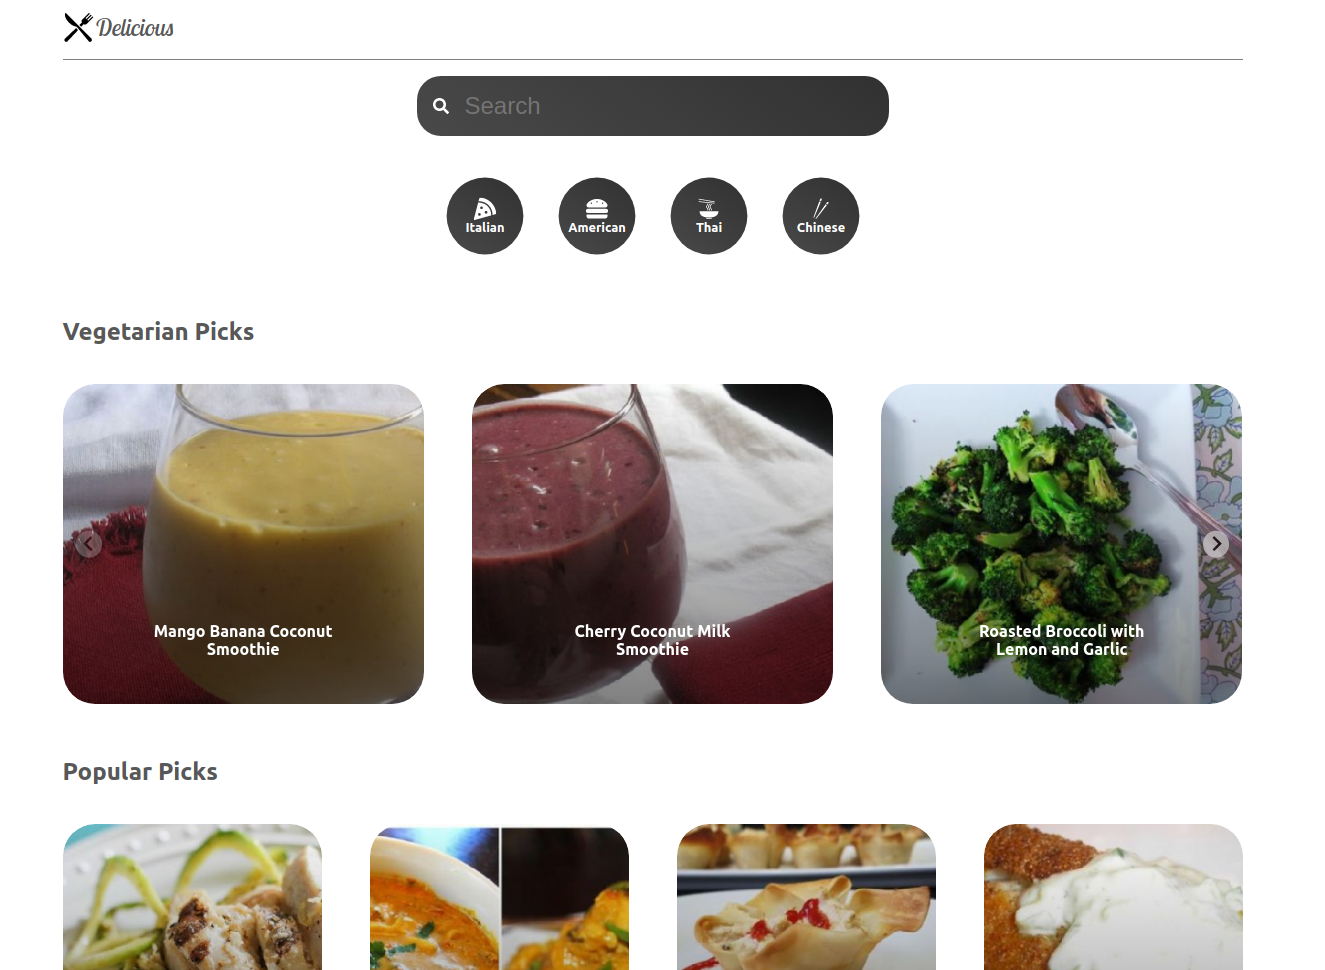 Delicious
Search
Italian
American
Thai
Chinese
Vegetarian Picks
Mango Banana Coconut
Smoothie
Cherry Coconut Milk
Smoothie
Roasted Broccoli with
Lemon and Garlic
Popular Picks